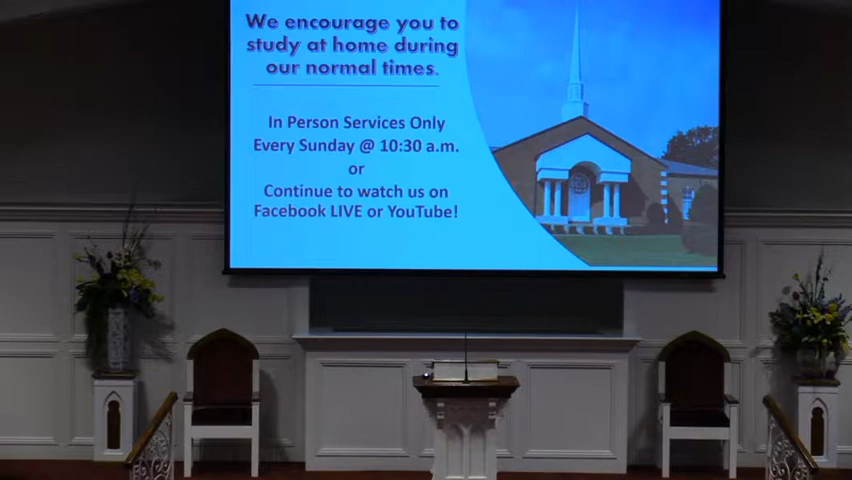 We encourage you to
study at home during
our normal times.
In Person Services Only
Every Sunday @ 10:30 a.m.
or
Continue to watch us on
Facebook LIVE or YouTube!